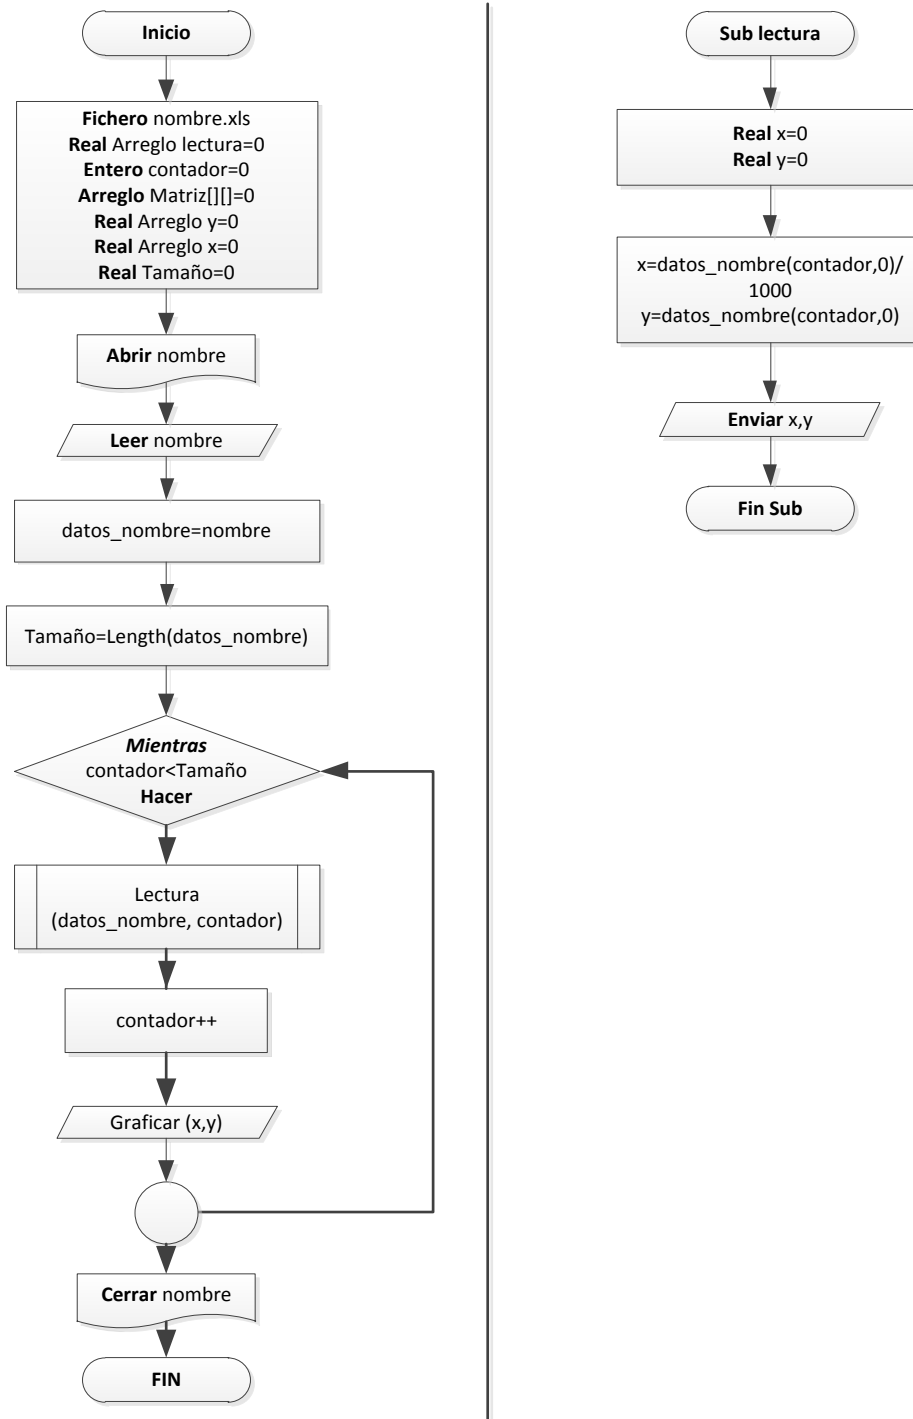 Inicio
Fichero nombre.xls
Real Arreglo lectura=0
Entero contador=0
Arreglo Matriz[][]=0
Real Arreglo y=0
Real Arreglo x=0
Real Tamaño=0
Abrir nombre
Leer nombre
datos_nombre=nombre
Tamaño=Length(datos_nombre)
Mientras
contador<Tamaño
Hacer
Lectura
(datos_nombre, contador)
contador++
Graficar (x,y)
Cerrar nombre
FIN
Sub lectura
Real x=0
Real y=0
x=datos_nombre(contador,0)/
1000
y=datos_nombre(contador,0)
Enviar x,y
Fin Sub